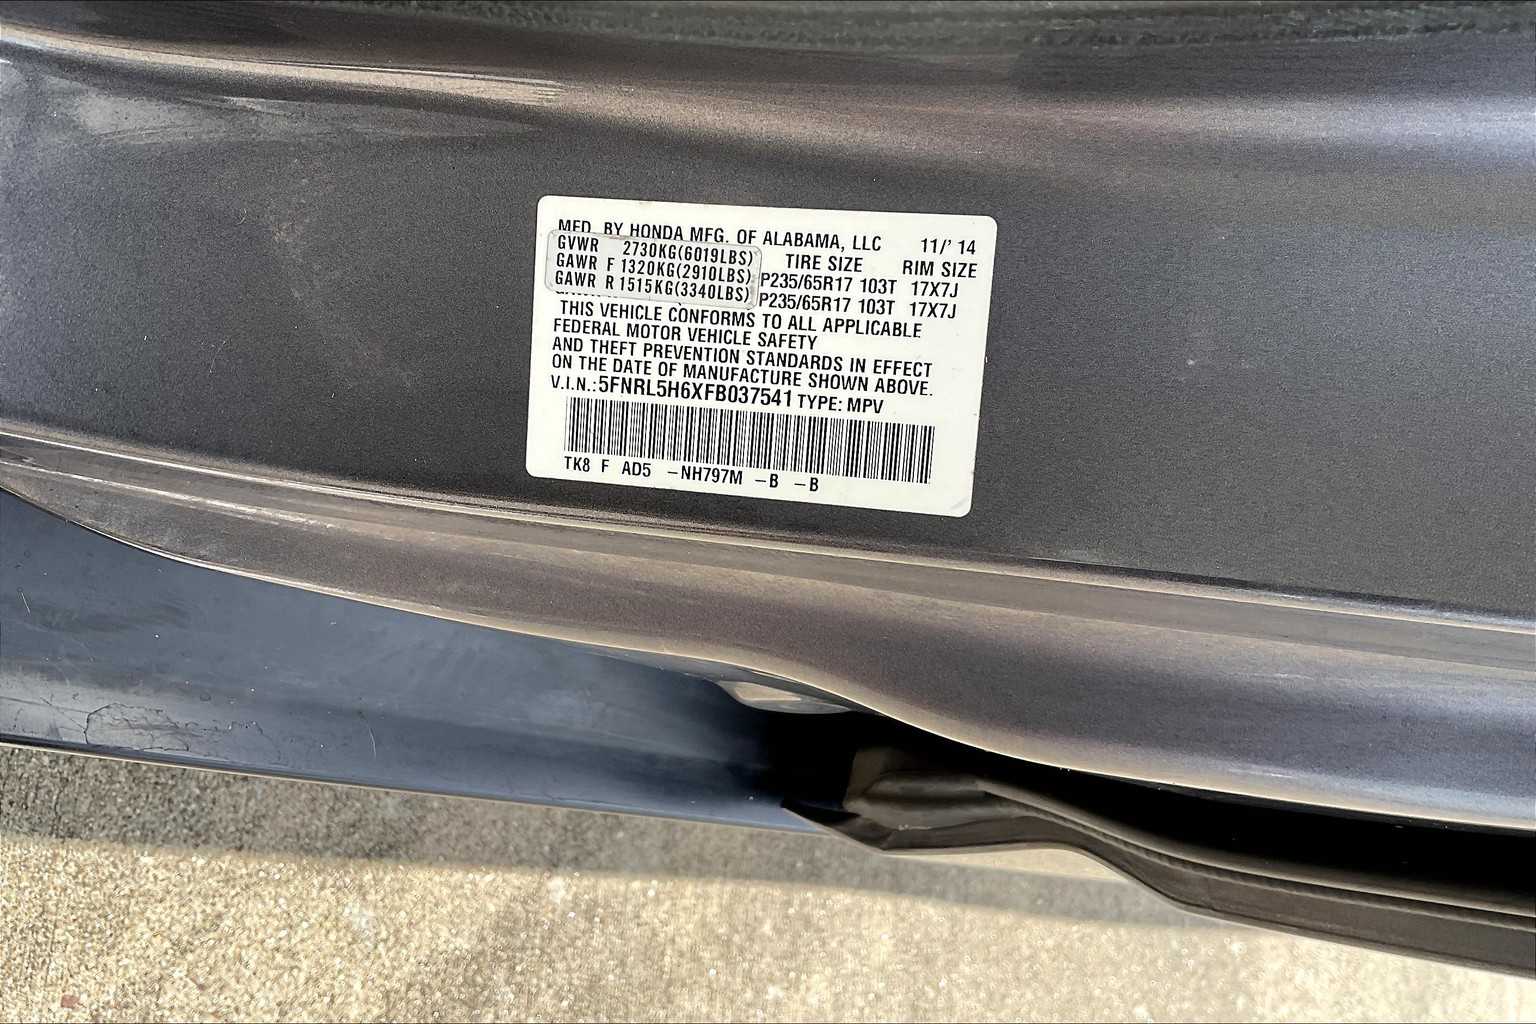 MFD. BY HONDA MFG. OF ALABAMA, LLC 11/' 14
GVWR 2730KG(6019LBS) TIRE SIZE RIM SIZE
GAWR F 1320KG(2910LBS) P235/65R17 103T 17X7J
GAWR R 1515KG(3340LBS) P235/65R17 103T 17X7J
THIS VEHICLE CONFORMS TO ALL APPLICABLE
FEDERAL MOTOR VEHICLE SAFETY
AND THEFT PREVENTION STANDARDS IN EFFECT
ON THE DATE OF MANUFACTURE SHOWN ABOVE.
V.I.N.:5FNRL5H6XFB037541 TYPE: MPV
TK8 F AD5 -NH797M -B -B